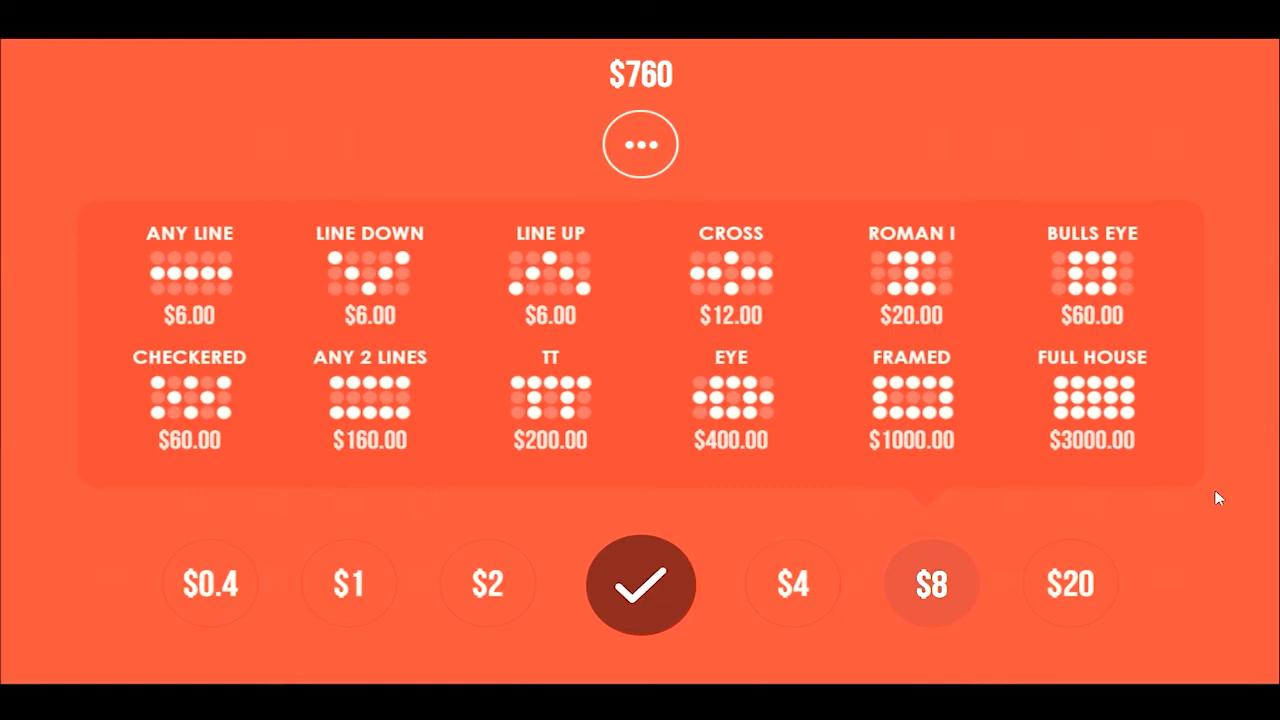 $760
ANY LINE LINE DOWN LINE UP CROSS ROMAN I BULLS EYE
$6.00 $6.00 $6.00 $12.00 $20.00 $60.00
CHECKERED ANY 2 LINES TT EYE FRAMED FULL HOUSE
$60.00 $160.00 $200.00 $400.00 $1000.00 $3000.00
$0.4 $1 $2 $4 $8 $20